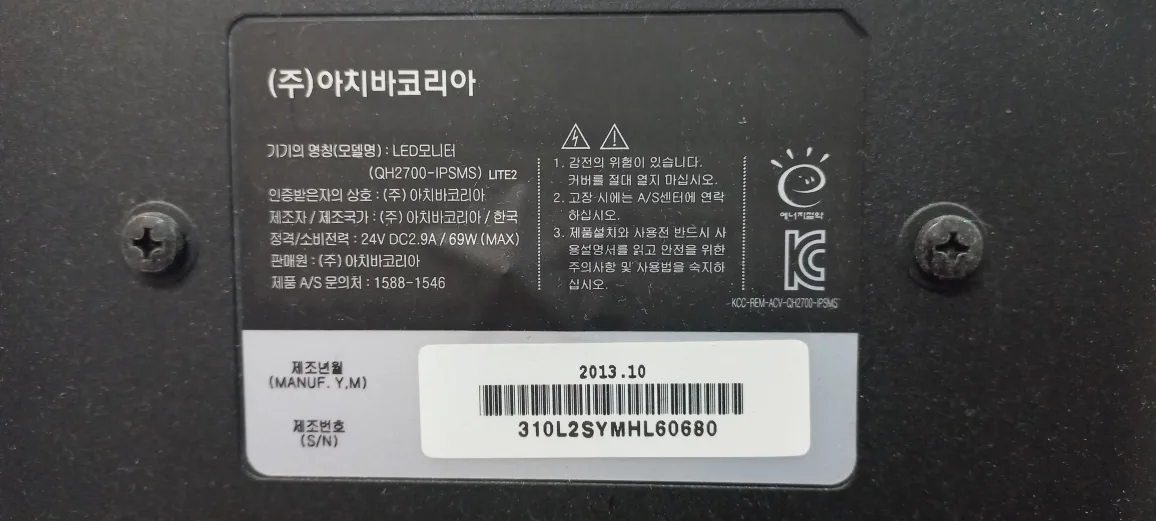 (주)아치바코리아
기기의 명칭(모델명) : LED모니터
(QH2700-IPSMS) LITE2
인증받은자의 상호 : (주) 아치바코리아
제조자 / 제조국가 : (주) 아치바코리아 / 한국
정격/소비전력 : 24V DC2.9A / 69W (MAX)
판매원 : (주) 아치바코리아
제품 A/S 문의처 : 1588-1546
1. 감전의 위험이 있습니다.
커버를 절대 열지 마십시오.
2. 고장 시에는 A/S센터에 연락
하십시오.
3. 제품설치와 사용전 반드시 사
용설명서를 읽고 안전을 위한
주의사항 및 사용법을 숙지하
십시오.
에너지절약
KC
KCC-REM-ACV-QH2700-IPSMS
제조년월
(MANUF. Y,M)
2013.10
제조번호
(S/N)
310L2SYMHL60680